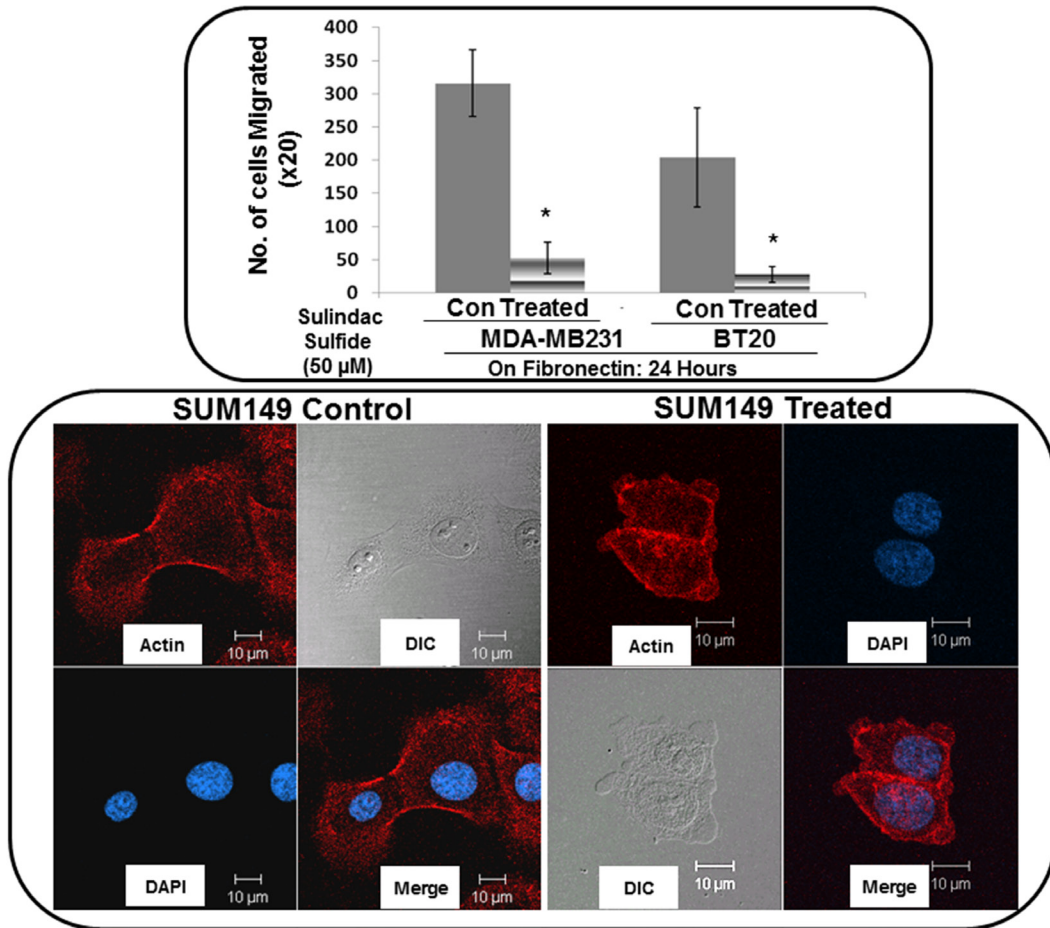 400
350
300
250
200
150
100
50
0
No. of cells Migrated
(x20)
*
*
Con Treated
Con Treated
Sulindac
Sulfide
(50 µM)
MDA-MB231
BT20
On Fibronectin: 24 Hours
SUM149 Control
SUM149 Treated
Actin
10 µm
DIC
10 µm
Actin
10 µm
DAPI
10 µm
DAPI
10 µm
Merge
10 µm
DIC
10 µm
Merge
10 µm